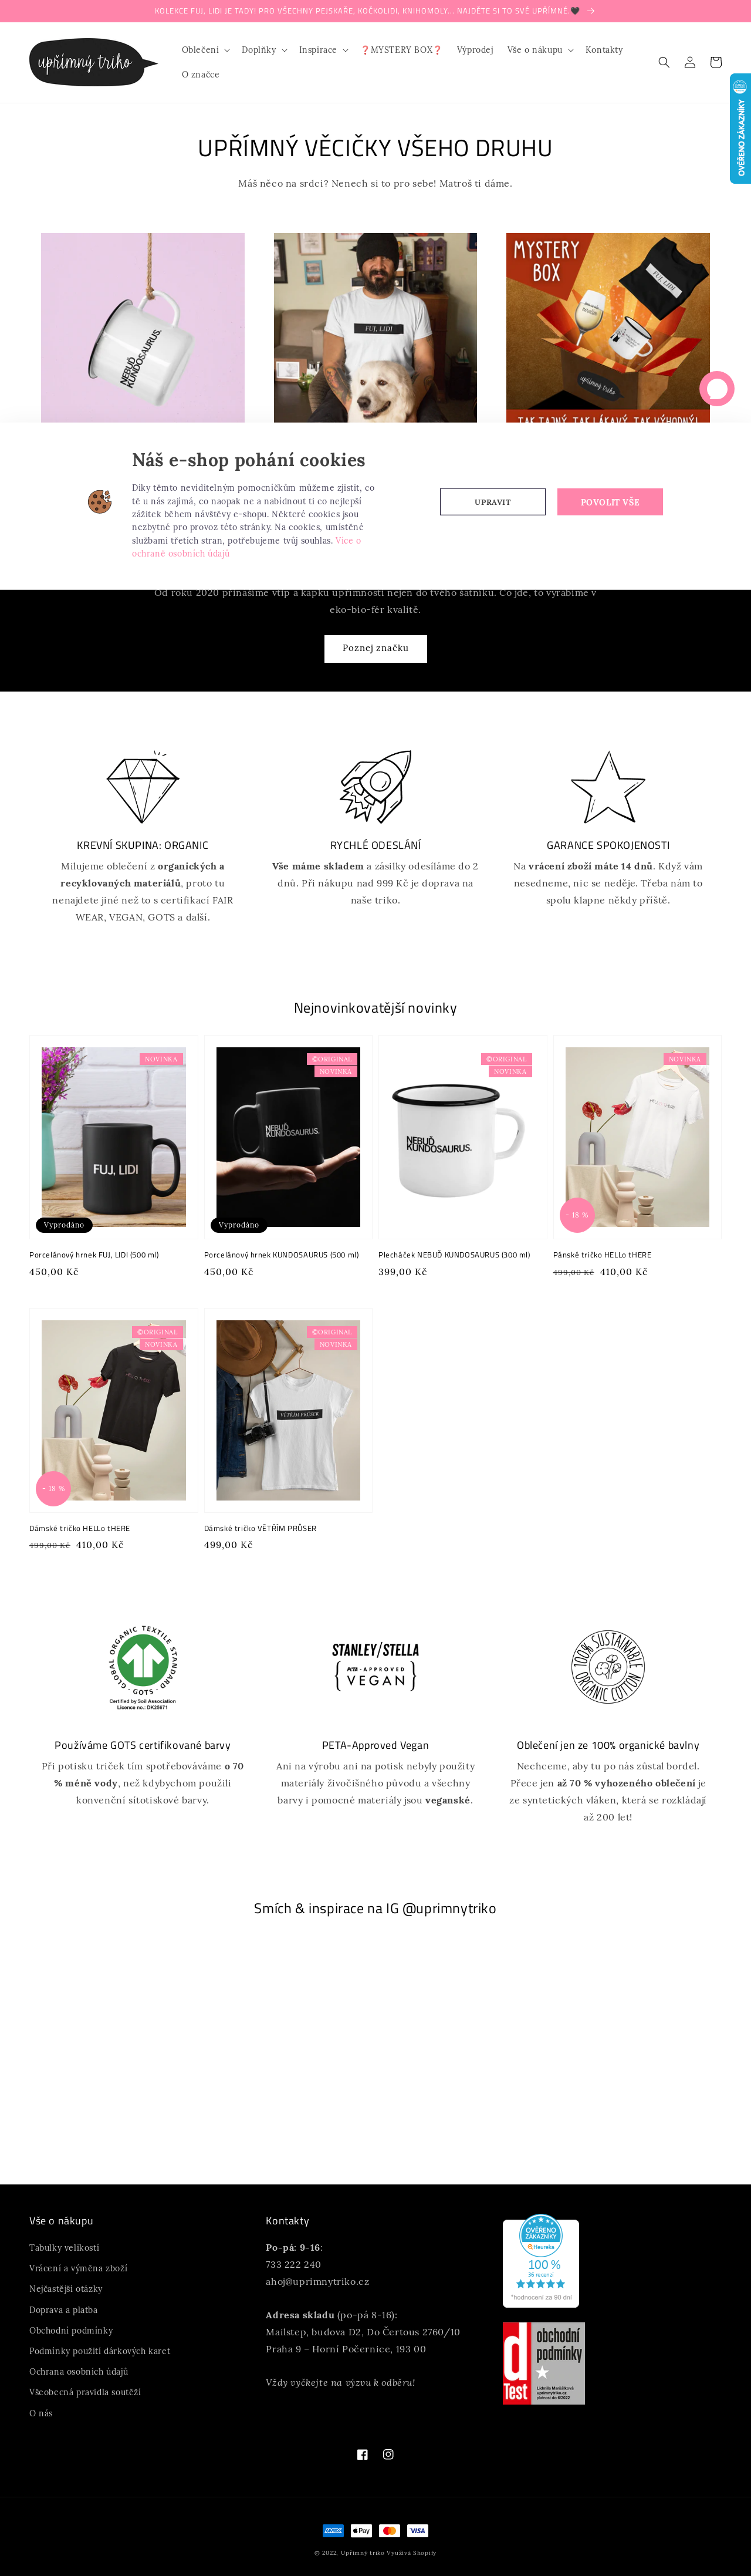 KOLEKCE FUJ, LIDI JE TADY! PRO VŠECHNY PEJSKAŘE, KOČKOLIDI, KNIHOMOLY... NAJDĚTE SI TO SVÉ UPŘÍMNÉ 🖤 →
upřímný triko
Oblečení
Doplňky
Inspirace
❓MYSTERY BOX❓
Výprodej
Vše o nákupu
Kontakty
O značce
OVĚŘENO ZÁKAZNÍKY
UPŘÍMNÝ VĚCIČKY VŠEHO DRUHU
Máš něco na srdci? Nenech si to pro sebe! Matroš ti dáme.
NEBUĎ
KUNDOSAURUS.
FUJ, LIDI
MYSTERY
BOX
FUJ, LIDI
upřímný triko
TAK TAJNÝ, TAK LÁKAVÝ, TAK VÝHODNÝ!
Náš e-shop pohání cookies
Díky těmto neviditelným pomocníčkům můžeme zjistit, co
tě u nás zajímá, co naopak ne a nabídnout ti co nejlepší
zážitek během návštěvy e-shopu. Některé cookies jsou
nezbytné pro provoz této stránky. Na cookies, umístěné
službami třetích stran, potřebujeme tvůj souhlas. Více o
ochraně osobních údajů
UPRAVIT
POVOLIT VŠE
Od roku 2020 přinášíme vtip a kapku upřímnosti nejen do tvého šatníku. Co jde, to vyrábíme v
eko-bio-fér kvalitě.
Poznej značku
KREVNÍ SKUPINA: ORGANIC
Milujeme oblečení z organických a
recyklovaných materiálů, proto tu
nenajdete jiné než to s certifikací FAIR
WEAR, VEGAN, GOTS a další.
RYCHLÉ ODESLÁNÍ
Vše máme skladem a zásilky odesíláme do 2
dnů. Při nákupu nad 999 Kč je doprava na
naše triko.
GARANCE SPOKOJENOSTI
Na vrácení zboží máte 14 dnů. Když vám
nesedneme, nic se neděje. Třeba nám to
spolu klapne někdy příště.
Nejnovinkovatější novinky
NOVINKA
FUJ, LIDI
Vyprodáno
Porcelánový hrnek FUJ, LIDI (500 ml)
450,00 Kč
©ORIGINAL
NOVINKA
NEBUĎ
KUNDOSAURUS.
Vyprodáno
Porcelánový hrnek KUNDOSAURUS (500 ml)
450,00 Kč
©ORIGINAL
NOVINKA
NEBUĎ
KUNDOSAURUS.
Plecháček NEBUĎ KUNDOSAURUS (300 ml)
399,00 Kč
NOVINKA
- 18 %
Pánské tričko HELLo tHERE
499,00 Kč 410,00 Kč
©ORIGINAL
NOVINKA
- 18 %
Dámské tričko HELLo tHERE
499,00 Kč 410,00 Kč
©ORIGINAL
NOVINKA
VĚTŘÍM PRŮSER
Dámské tričko VĚTŘÍM PRŮSER
499,00 Kč
GLOBAL ORGANIC TEXTILE STANDARD
GOTS
Certified by Soil Association
Licence no.: DK25671
Používáme GOTS certifikované barvy
Při potisku triček tím spotřebováváme o 70
% méně vody, než kdybychom použili
konvenční sítotiskové barvy.
STANLEY/STELLA
PETA-APPROVED
VEGAN
PETA-Approved Vegan
Ani na výrobu ani na potisk nebyly použity
materiály živočišného původu a všechny
barvy i pomocné materiály jsou veganské.
100% SUSTAINABLE
ORGANIC COTTON
Oblečení jen ze 100% organické bavlny
Nechceme, aby tu po nás zůstal bordel.
Přece jen až 70 % vyhozeného oblečení je
ze syntetických vláken, která se rozkládají
až 200 let!
Smích & inspirace na IG @uprimnytriko
Vše o nákupu
Tabulky velikostí
Vrácení a výměna zboží
Nejčastější otázky
Doprava a platba
Obchodní podmínky
Podmínky použití dárkových karet
Ochrana osobních údajů
Všeobecná pravidla soutěží
O nás
Kontakty
Po-pá: 9-16:
733 222 240
ahoj@uprimnytriko.cz
Adresa skladu (po-pá 8-16):
Mailstep, budova D2, Do Čertous 2760/10
Praha 9 – Horní Počernice, 193 00
Vždy vyčkejte na výzvu k odběru!
OVĚŘENO
ZÁKAZNÍKY
Heureka
100 %
36 recenzí
*hodnoceno za 90 dní
obchodní
podmínky
dTest
Lidmila Maršálková
uprimnytriko.cz
platnost do 6/2022
AMEX
Pay
VISA
© 2022, Upřímný triko Využívá Shopify